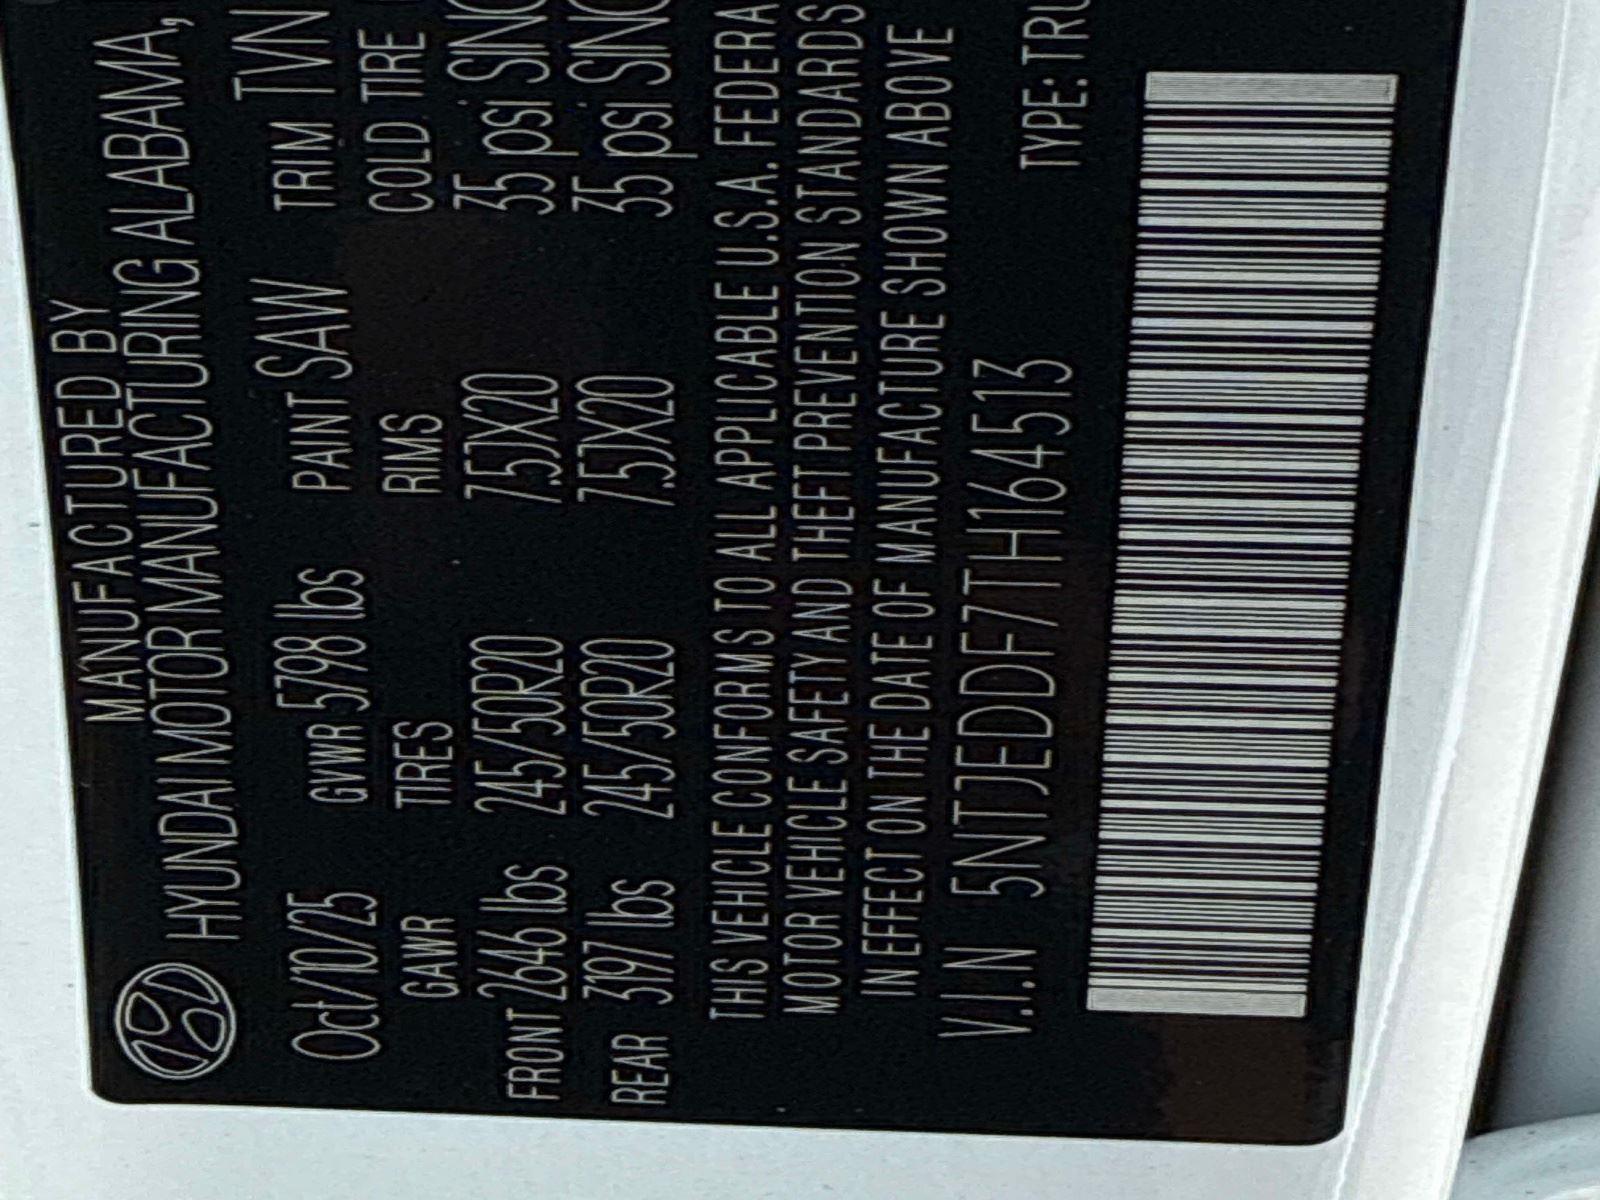 MANUFACTURED BY
HYUNDAI MOTOR MANUFACTURING ALABAMA,
Oct/10/25 GVWR 5798 lbs PAINT SAW TRIM TVN
GAWR TIRES RIMS COLD TIRE
FRONT 2646 lbs 245/50R20 7.5JX20 35 psi SING
REAR 3197 lbs 245/50R20 7.5JX20 35 psi SING
THIS VEHICLE CONFORMS TO ALL APPLICABLE U.S.A. FEDERA
MOTOR VEHICLE SAFETY AND THEFT PREVENTION STANDARDS
IN EFFECT ON THE DATE OF MANUFACTURE SHOWN ABOVE
V.I.N 5NTJEDDF7TH164513 TYPE: TRU